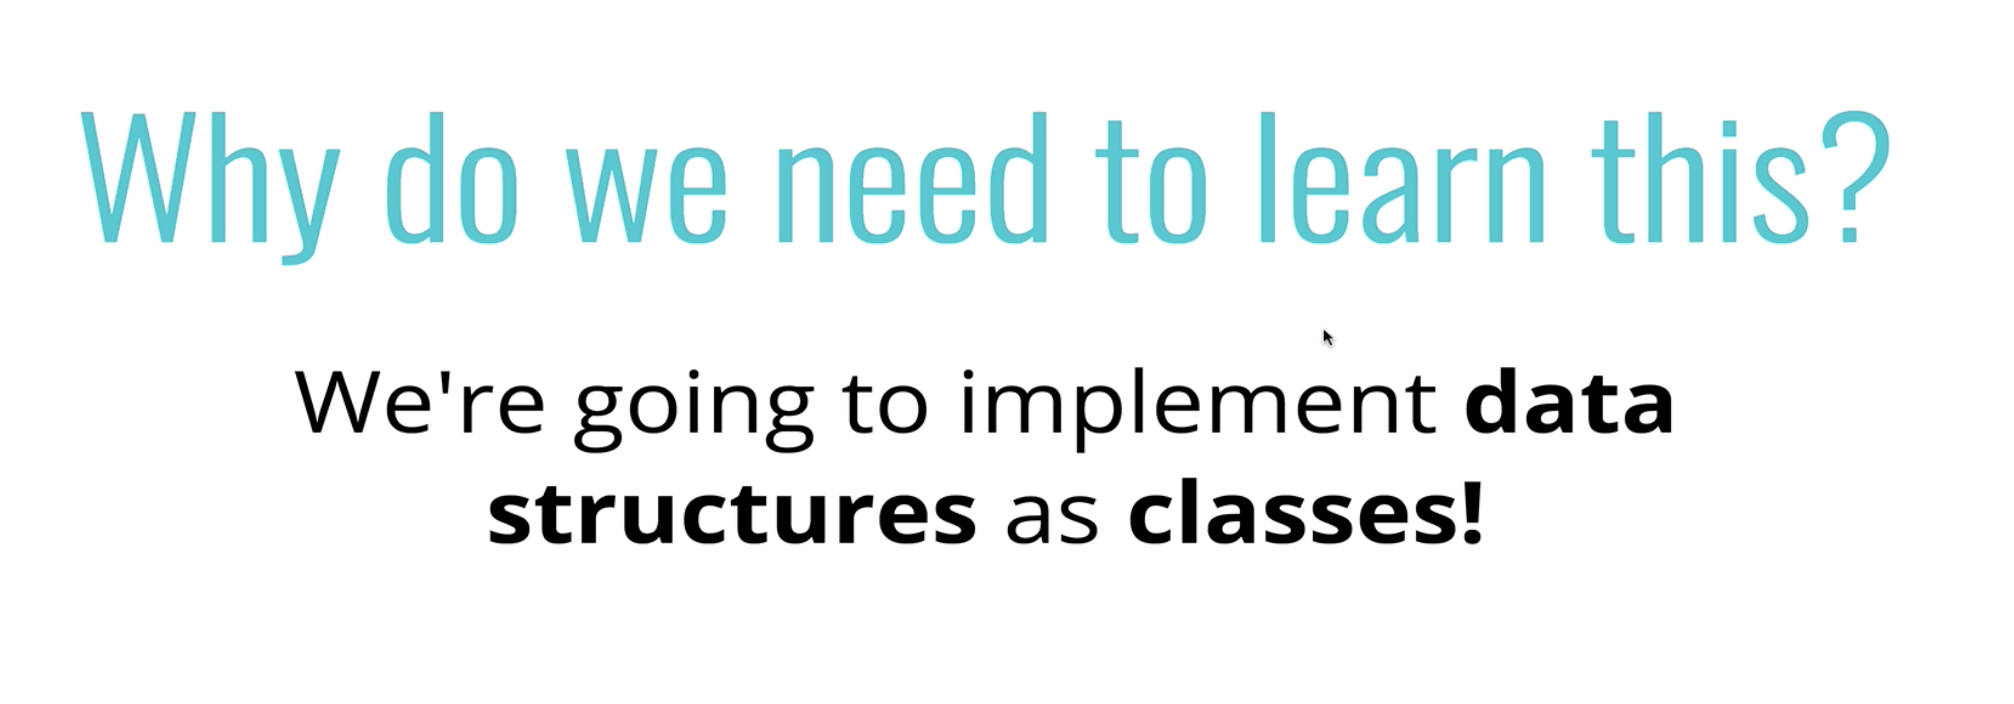 Why do we need to learn this?
We're going to implement data
structures as classes!